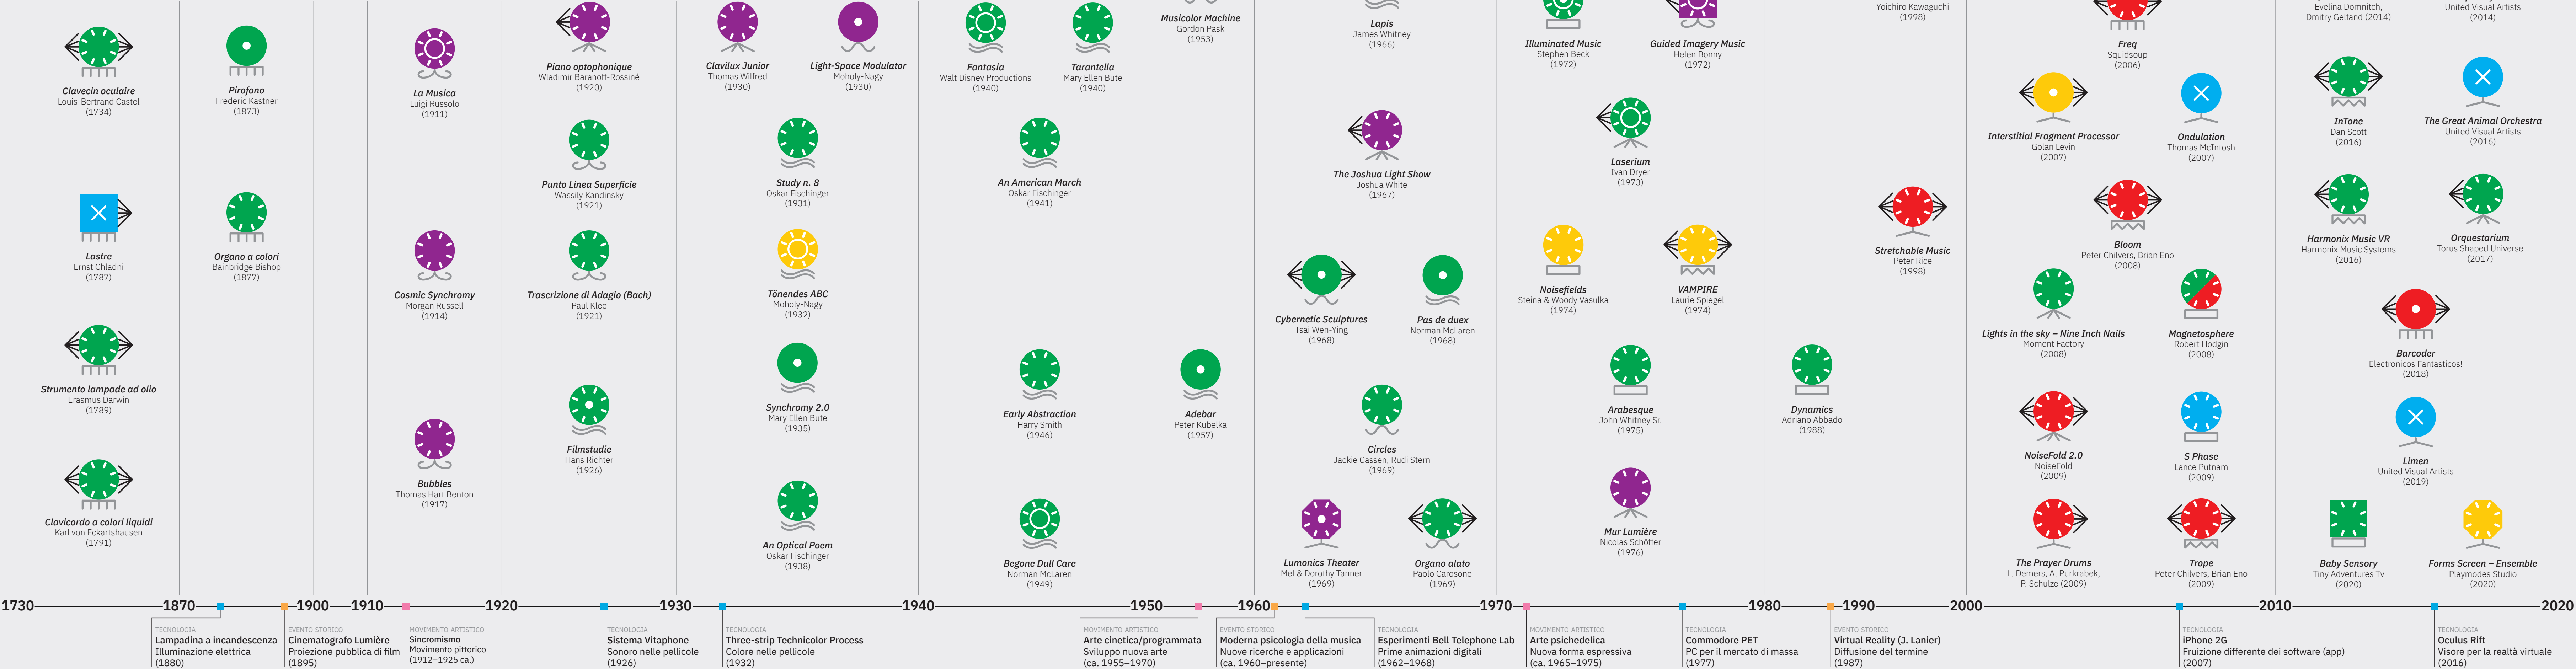 Clavecin oculaire
Louis-Bertrand Castel
(1734)
Lastre
Ernst Chladni
(1787)
Strumento lampade ad olio
Erasmus Darwin
(1789)
Clavicordo a colori liquidi
Karl von Eckartshausen
(1791)
Pirofono
Frederic Kastner
(1873)
Organo a colori
Bainbridge Bishop
(1877)
La Musica
Luigi Russolo
(1911)
Cosmic Synchromy
Morgan Russell
(1914)
Bubbles
Thomas Hart Benton
(1917)
Piano optophonique
Wladimir Baranoff-Rossiné
(1920)
Punto Linea Superficie
Wassily Kandinsky
(1921)
Trascrizione di Adagio (Bach)
Paul Klee
(1921)
Filmstudie
Hans Richter
(1926)
Clavilux Junior
Thomas Wilfred
(1930)
Light-Space Modulator
Moholy-Nagy
(1930)
Study n. 8
Oskar Fischinger
(1931)
Tönendes ABC
Moholy-Nagy
(1932)
Synchromy 2.0
Mary Ellen Bute
(1935)
An Optical Poem
Oskar Fischinger
(1938)
Fantasia
Walt Disney Productions
(1940)
Tarantella
Mary Ellen Bute
(1940)
An American March
Oskar Fischinger
(1941)
Early Abstraction
Harry Smith
(1946)
Begone Dull Care
Norman McLaren
(1949)
Musicolor Machine
Gordon Pask
(1953)
Adebar
Peter Kubelka
(1957)
Lapis
James Whitney
(1966)
The Joshua Light Show
Joshua White
(1967)
Cybernetic Sculptures
Tsai Wen-Ying
(1968)
Pas de duex
Norman McLaren
(1968)
Circles
Jackie Cassen, Rudi Stern
(1969)
Lumonics Theater
Mel & Dorothy Tanner
(1969)
Organo alato
Paolo Carosone
(1969)
Illuminated Music
Stephen Beck
(1972)
Guided Imagery Music
Helen Bonny
(1972)
Laserium
Ivan Dryer
(1973)
Noisefields
Steina & Woody Vasulka
(1974)
VAMPIRE
Laurie Spiegel
(1974)
Arabesque
John Whitney Sr.
(1975)
Mur Lumière
Nicolas Schöffer
(1976)
Dynamics
Adriano Abbado
(1988)
Yoichiro Kawaguchi
(1998)
Stretchable Music
Peter Rice
(1998)
Freq
Squidsoup
(2006)
Interstitial Fragment Processor
Golan Levin
(2007)
Ondulation
Thomas McIntosh
(2007)
Bloom
Peter Chilvers, Brian Eno
(2008)
Lights in the sky – Nine Inch Nails
Moment Factory
(2008)
Magnetosphere
Robert Hodgin
(2008)
NoiseFold 2.0
NoiseFold
(2009)
S Phase
Lance Putnam
(2009)
The Prayer Drums
L. Demers, A. Purkrabek,
P. Schulze (2009)
Trope
Peter Chilvers, Brian Eno
(2009)
Evelina Domnitch,
Dmitry Gelfand (2014)
United Visual Artists
(2014)
InTone
Dan Scott
(2016)
The Great Animal Orchestra
United Visual Artists
(2016)
Harmonix Music VR
Harmonix Music Systems
(2016)
Orquestarium
Torus Shaped Universe
(2017)
Barcoder
Electronicos Fantasticos!
(2018)
Limen
United Visual Artists
(2019)
Baby Sensory
Tiny Adventures Tv
(2020)
Forms Screen – Ensemble
Playmodes Studio
(2020)
1730 1870 1900 1910 1920 1930 1940 1950 1960 1970 1980 1990 2000 2010 2020
TECNOLOGIA
Lampadina a incandescenza
Illuminazione elettrica
(1880)
EVENTO STORICO
Cinematografo Lumière
Proiezione pubblica di film
(1895)
MOVIMENTO ARTISTICO
Sincromismo
Movimento pittorico
(1912–1925 ca.)
TECNOLOGIA
Sistema Vitaphone
Sonoro nelle pellicole
(1926)
TECNOLOGIA
Three-strip Technicolor Process
Colore nelle pellicole
(1932)
MOVIMENTO ARTISTICO
Arte cinetica/programmata
Sviluppo nuova arte
(ca. 1955–1970)
EVENTO STORICO
Moderna psicologia della musica
Nuove ricerche e applicazioni
(ca. 1960–presente)
TECNOLOGIA
Esperimenti Bell Telephone Lab
Prime animazioni digitali
(1962–1968)
MOVIMENTO ARTISTICO
Arte psichedelica
Nuova forma espressiva
(ca. 1965–1975)
TECNOLOGIA
Commodore PET
PC per il mercato di massa
(1977)
EVENTO STORICO
Virtual Reality (J. Lanier)
Diffusione del termine
(1987)
TECNOLOGIA
iPhone 2G
Fruizione differente dei software (app)
(2007)
TECNOLOGIA
Oculus Rift
Visore per la realtà virtuale
(2016)